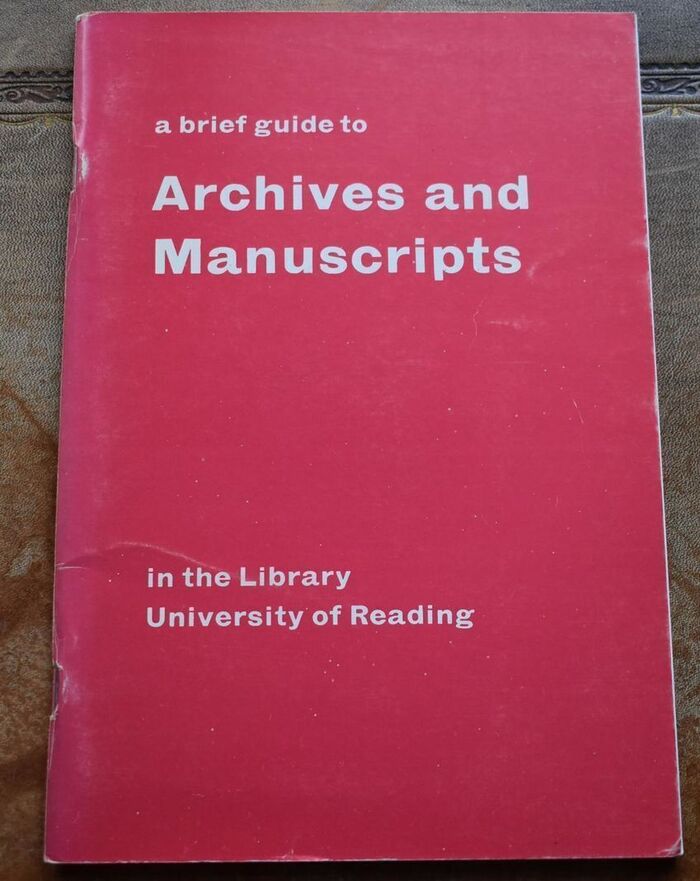 a brief guide to
Archives and
Manuscripts
in the Library
University of Reading